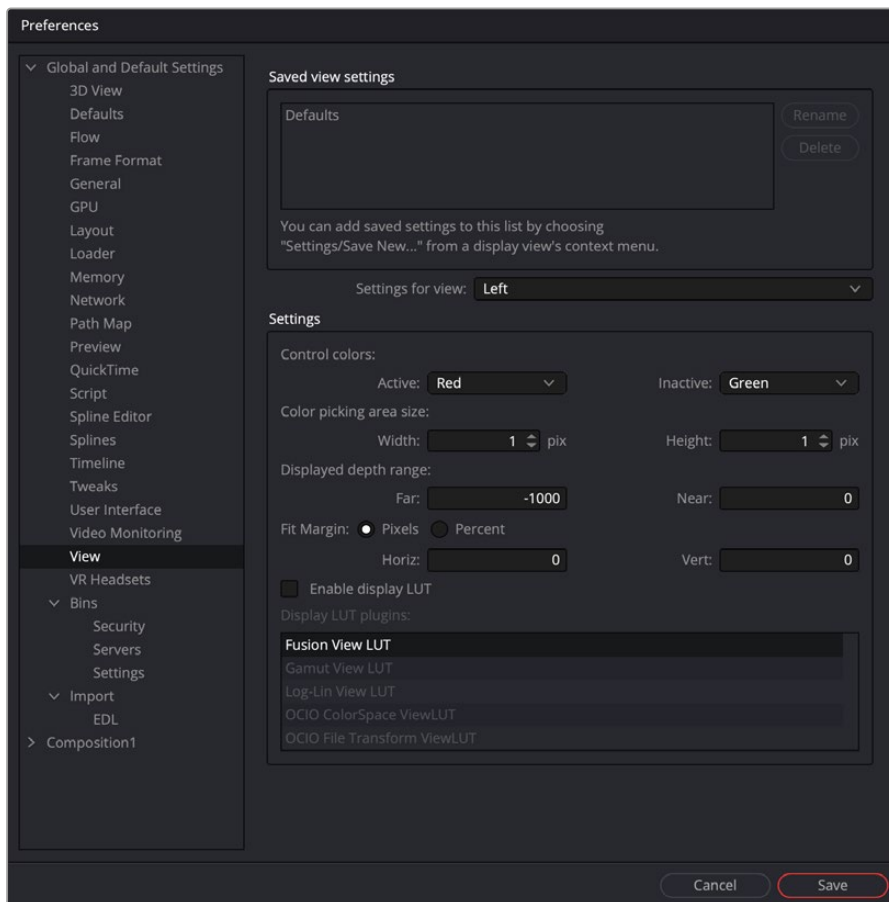 Preferences
Global and Default Settings
3D View
Defaults
Flow
Frame Format
General
GPU
Layout
Loader
Memory
Network
Path Map
Preview
QuickTime
Script
Spline Editor
Splines
Timeline
Tweaks
User Interface
Video Monitoring
View
VR Headsets
Bins
Security
Servers
Settings
Import
EDL
Composition1
Saved view settings
Defaults
Rename
Delete
You can add saved settings to this list by choosing
"Settings/Save New..." from a display view's context menu.
Settings for view: Left
Settings
Control colors:
Active: Red Inactive: Green
Color picking area size:
Width: 1 pix Height: 1 pix
Displayed depth range:
Far: -1000 Near: 0
Fit Margin: Pixels Percent
Horiz: 0 Vert: 0
Enable display LUT
Display LUT plugins:
Fusion View LUT
Gamut View LUT
Log-Lin View LUT
OCIO ColorSpace ViewLUT
OCIO File Transform ViewLUT
Cancel Save